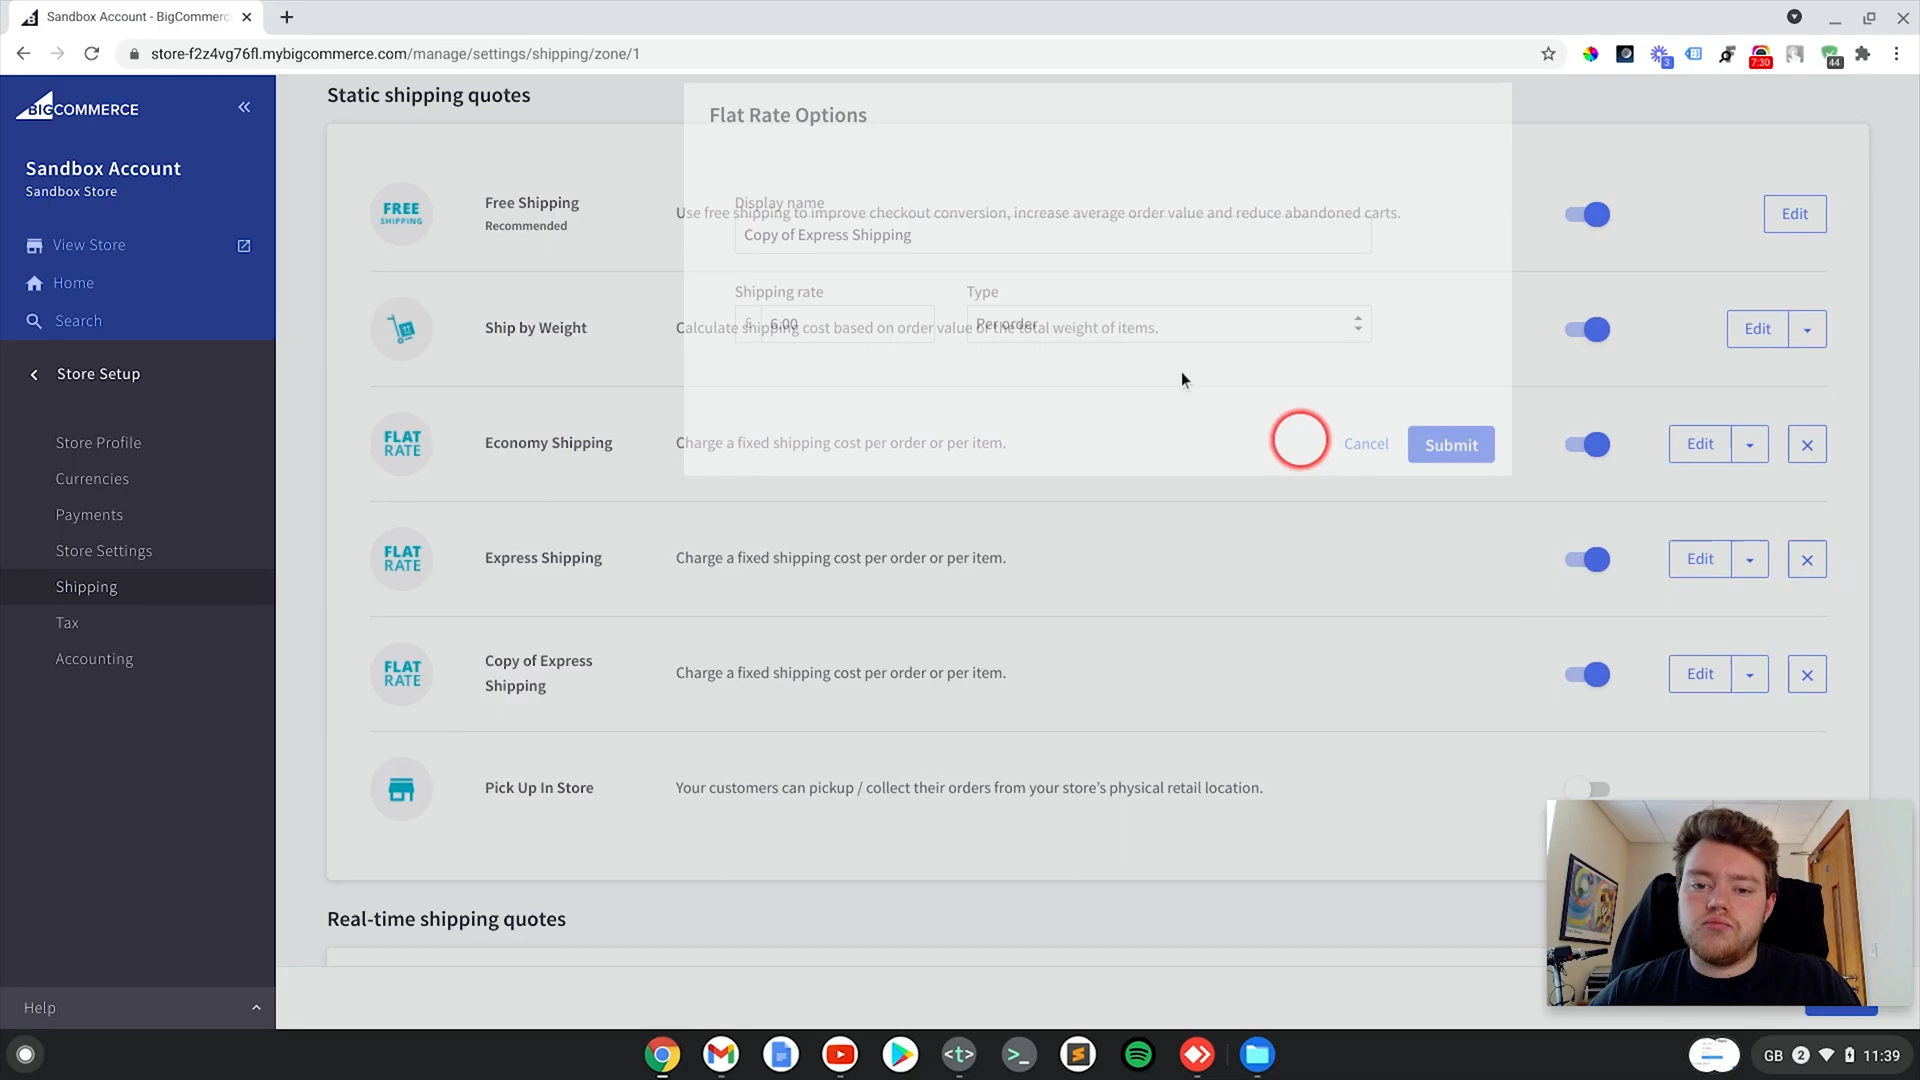 Sandbox Account - BigCommerc
store-f2z4vg76fl.mybigcommerce.com/manage/settings/shipping/zone/1
3
7:30
44
BIGCOMMERCE
Sandbox Account
Sandbox Store
View Store
Home
Search
Store Setup
Store Profile
Currencies
Payments
Store Settings
Shipping
Tax
Accounting
Help
Static shipping quotes
Flat Rate Options
FREE
SHIPPING
Free Shipping
Recommended
Display name
Use free shipping to improve checkout conversion, increase average order value and reduce abandoned carts.
Copy of Express Shipping
Edit
Shipping rate
Type
£ 6.00
Per order
Ship by Weight
Calculate shipping cost based on order value or the total weight of items.
Edit
FLAT
RATE
Economy Shipping
Charge a fixed shipping cost per order or per item.
Cancel
Submit
Edit
FLAT
RATE
Express Shipping
Charge a fixed shipping cost per order or per item.
Edit
FLAT
RATE
Copy of Express
Shipping
Charge a fixed shipping cost per order or per item.
Edit
Pick Up In Store
Your customers can pickup / collect their orders from your store's physical retail location.
Real-time shipping quotes
GB 2 11:39